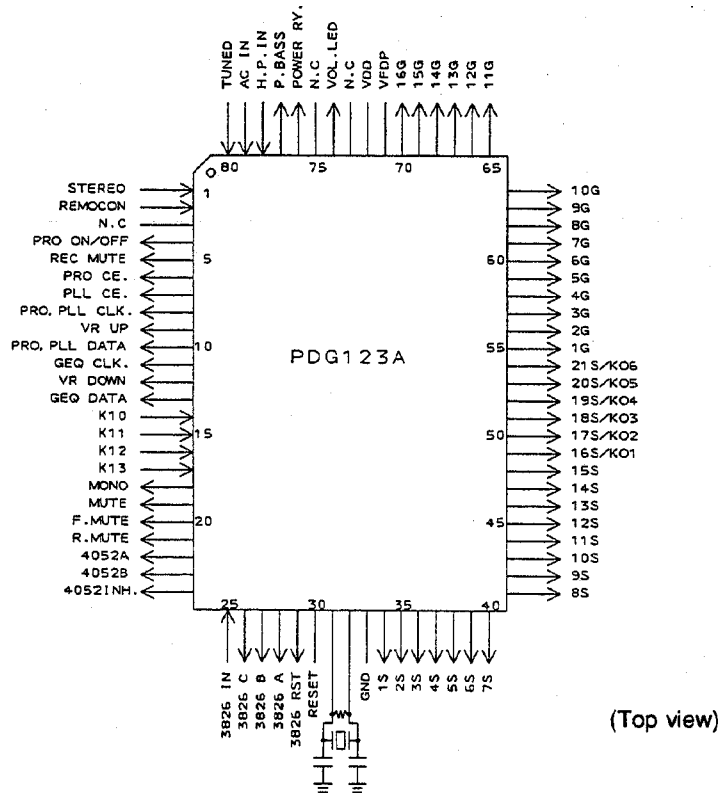 TUNED
AC IN
H.P.IN
P.BASS
POWER RY.
N.C
VOL.LED
N.C
VDD
VFDP
16G
15G
14G
13G
12G
11G
80
75
70
65
STEREO
REMOCON
N.C
PRO ON/OFF
REC MUTE
PRO CE.
PLL CE.
PRO.PLL CLK.
VR UP
PRO.PLL DATA
GEQ CLK.
VR DOWN
GEQ DATA
K10
K11
K12
K13
MONO
MUTE
F.MUTE
R.MUTE
4052A
4052B
4052INH.
1
5
10
15
20
PDG123A
60
55
50
45
10G
9G
8G
7G
6G
5G
4G
3G
2G
1G
21S/KO6
20S/KO5
19S/KO4
18S/KO3
17S/KO2
16S/KO1
15S
14S
13S
12S
11S
10S
9S
8S
25
30
35
40
3826 IN
3826 C
3826 B
3826 A
3826 RST
RESET
GND
1S
2S
3S
4S
5S
6S
7S
(Top view)